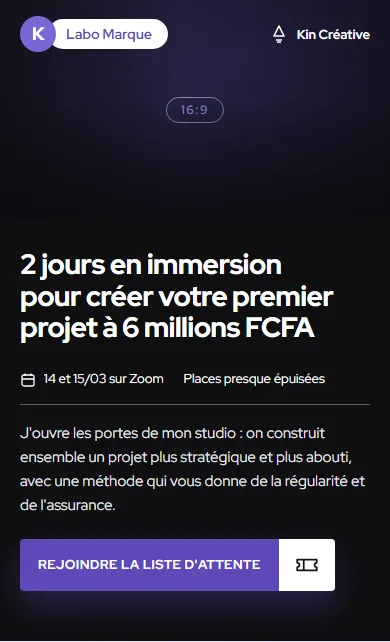 K Labo Marque
Kin Créative
16:9
2 jours en immersion
pour créer votre premier
projet à 6 millions FCFA
14 et 15/03 sur Zoom Places presque épuisées
J'ouvre les portes de mon studio : on construit
ensemble un projet plus stratégique et plus abouti,
avec une méthode qui vous donne de la régularité et
de l'assurance.
REJOINDRE LA LISTE D'ATTENTE